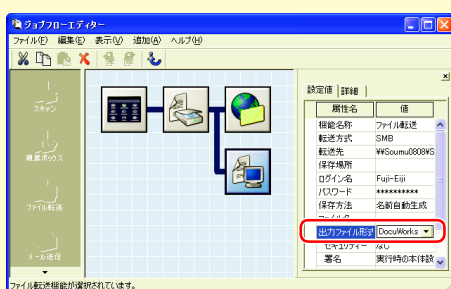 ジョブフローエディター
ファイル(F) 編集(E) 表示(V) 追加(A) ヘルプ(H)
スキャン
親展ボックス
ファイル転送
メール送信
設定値 詳細
属性名 値
機能名称 ファイル転送
転送方式 SMB
転送先 ¥¥Soumu0808¥S
保存場所
ログイン名 Fuji-Eiji
パスワード **********
保存方法 名前自動生成
ファイル名
出力ファイル形式 DocuWorks
セキュリティー なし
署名 実行時の本体設
ファイル転送機能が選択されています。